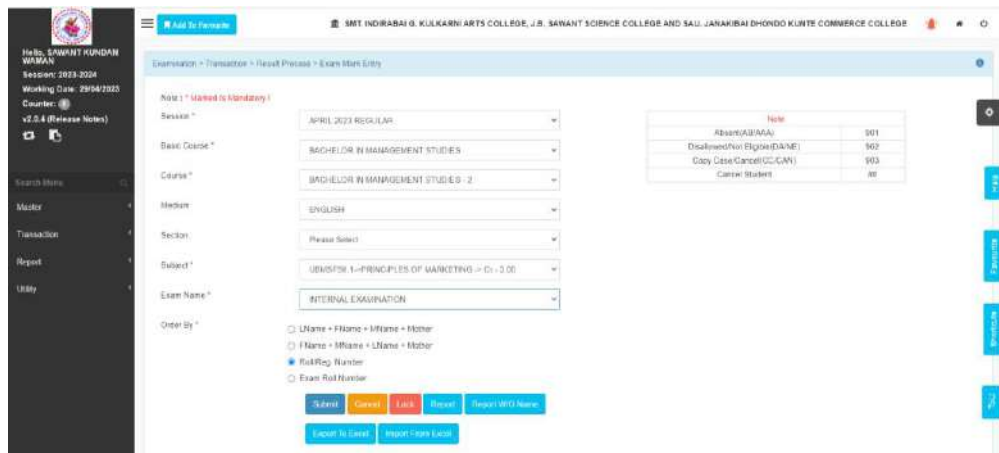 Hello, SAWANT KUNDAN
WAMAN
Session: 2023-2024
Working Date: 29/04/2023
Counter:
v2.0.4 (Release Notes)
Search Menu
Master
Transaction
Report
Utility
Add To Favourite
SMT. INDIRABAI G. KULKARNI ARTS COLLEGE, J.B. SAWANT SCIENCE COLLEGE AND SAU. JANAKIBAI DHONDO KUNTE COMMERCE COLLEGE
Examination > Transaction > Result Process > Exam Mark Entry
Note : * Marked Is Mandatory !
Session *
APRIL 2023 REGULAR
Basic Course *
BACHELOR IN MANAGEMENT STUDIES
Course *
BACHELOR IN MANAGEMENT STUDIES - 2
Medium
ENGLISH
Section
Please Select
Subject *
PRINCIPLES OF MARKETING
Exam Name *
INTERNAL EXAMINATION
Order By *
LName + FName + MName + Mother
FName + MName + LName + Mother
Roll/Reg. Number
Exam Roll Number
Submit Cancel Lock Report Report W/O Name
Export To Excel Import From Excel
Note
Absent(AB/AAA) 901
Disallowed/Not Eligible(DA/NE) 902
Copy Case/Cancel(CC/CAN) 903
Cancel Student
Favourite
Shortcuts